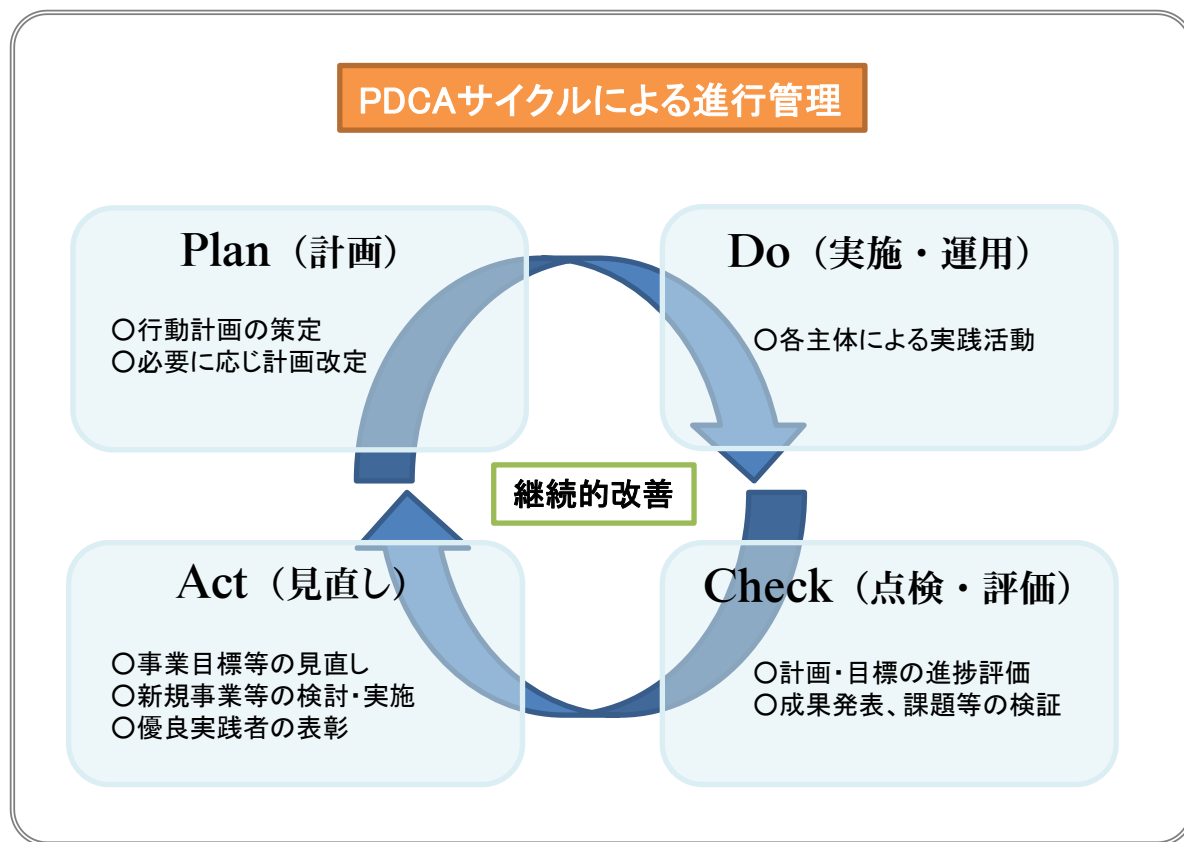 PDCAサイクルによる進行管理
Plan（計画）
○行動計画の策定
○必要に応じ計画改定
Do（実施・運用）
○各主体による実践活動
継続的改善
Act（見直し）
○事業目標等の見直し
○新規事業等の検討・実施
○優良実践者の表彰
Check（点検・評価）
○計画・目標の進捗評価
○成果発表、課題等の検証